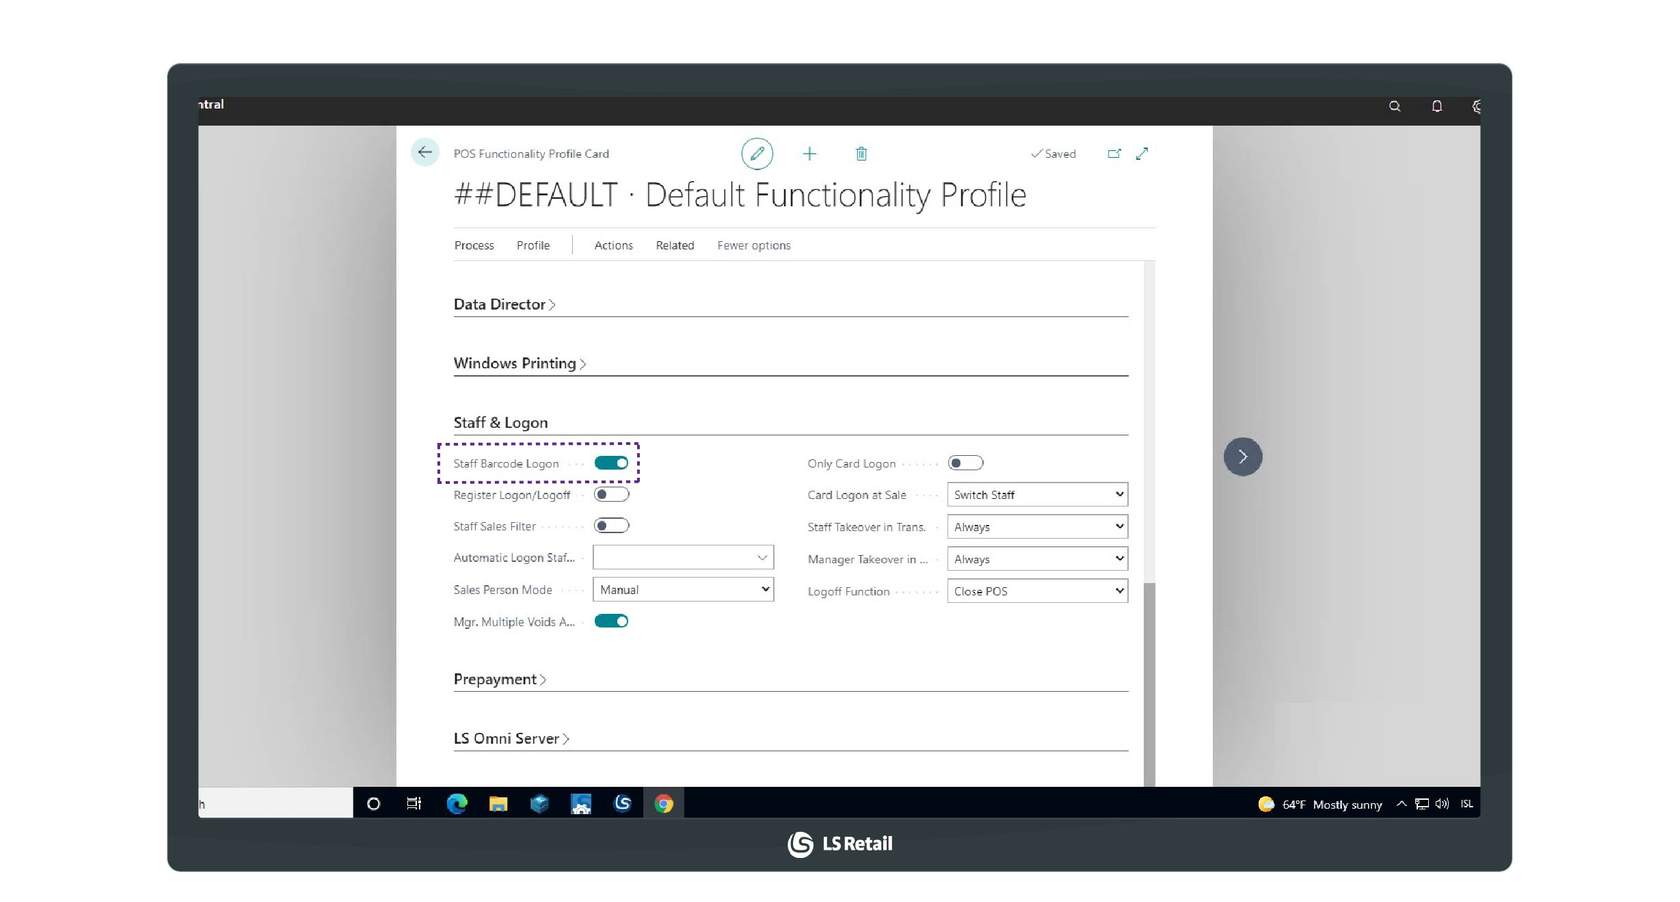 ntral
POS Functionality Profile Card
Saved
##DEFAULT · Default Functionality Profile
Process Profile Actions Related Fewer options
Data Director
Windows Printing
Staff & Logon
Staff Barcode Logon
Only Card Logon
Register Logon/Logoff
Card Logon at Sale Switch Staff
Staff Sales Filter
Staff Takeover in Trans. Always
Automatic Logon Staf...
Manager Takeover in ... Always
Sales Person Mode Manual
Logoff Function Close POS
Mgr. Multiple Voids A...
Prepayment
LS Omni Server
h
64°F Mostly sunny
ISL
LS Retail